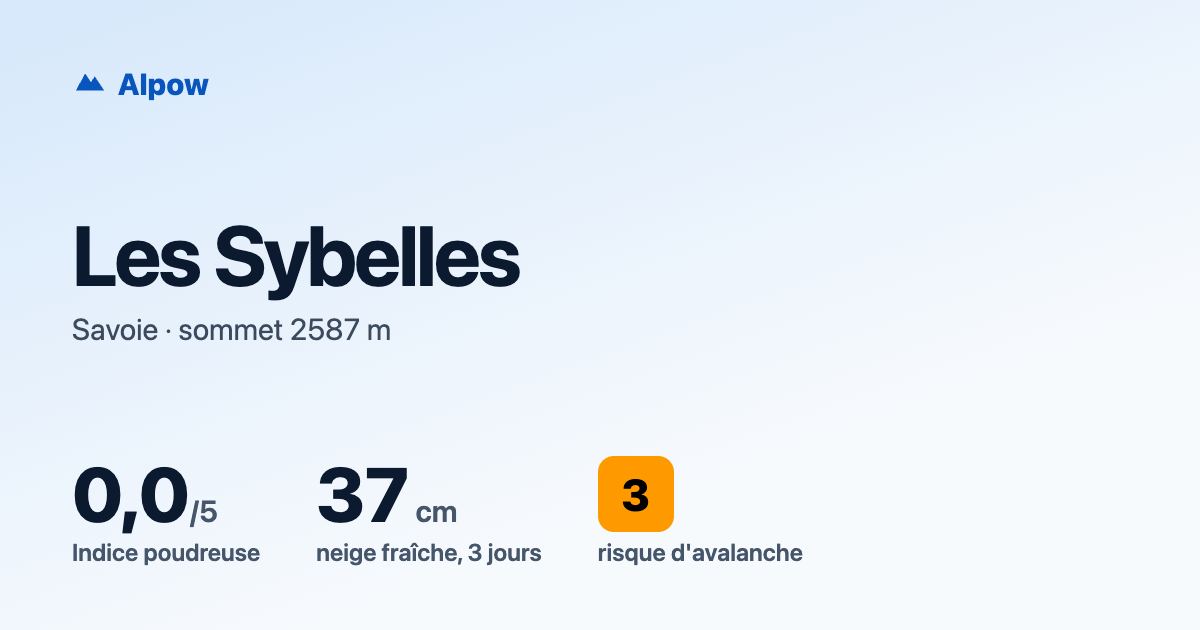 Alpow
Les Sybelles
Savoie · sommet 2587 m
0,0/5
Indice poudreuse
37 cm
neige fraîche, 3 jours
3
risque d'avalanche